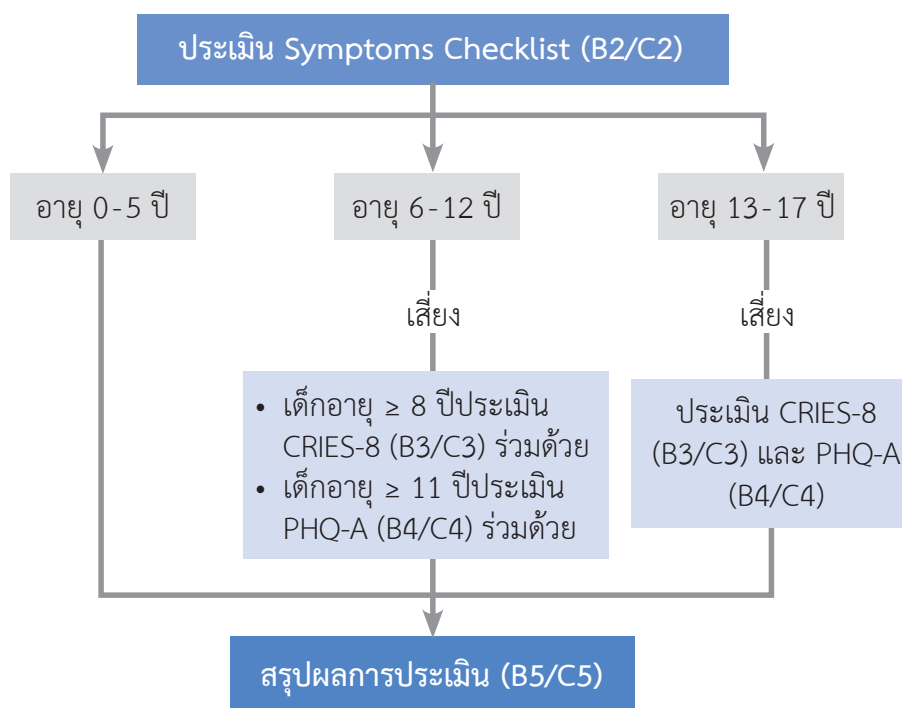 ประเมิน Symptoms Checklist (B2/C2)
อายุ 0-5 ปี
อายุ 6-12 ปี
อายุ 13-17 ปี
เสี่ยง
เสี่ยง
• เด็กอายุ ≥ 8 ปีประเมิน
CRIES-8 (B3/C3) ร่วมด้วย
• เด็กอายุ ≥ 11 ปีประเมิน
PHQ-A (B4/C4) ร่วมด้วย
ประเมิน CRIES-8
(B3/C3) และ PHQ-A
(B4/C4)
สรุปผลการประเมิน (B5/C5)